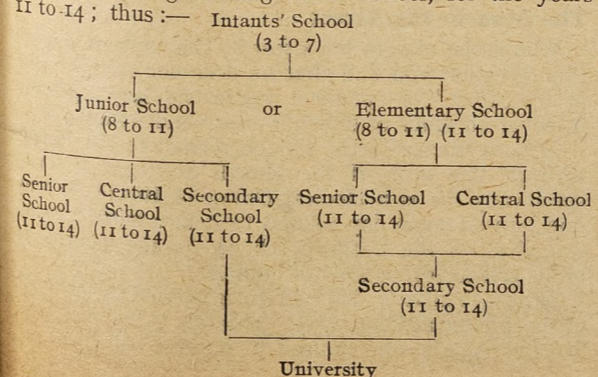 11 to 14 ; thus :—
Infants' School
(3 to 7)
Junior School or Elementary School
(8 to 11) (8 to 11) (11 to 14)
Senior School (11 to 14) Central School (11 to 14) Secondary School (11 to 14) Senior School (11 to 14) Central School (11 to 14)
Secondary School
(11 to 14)
University